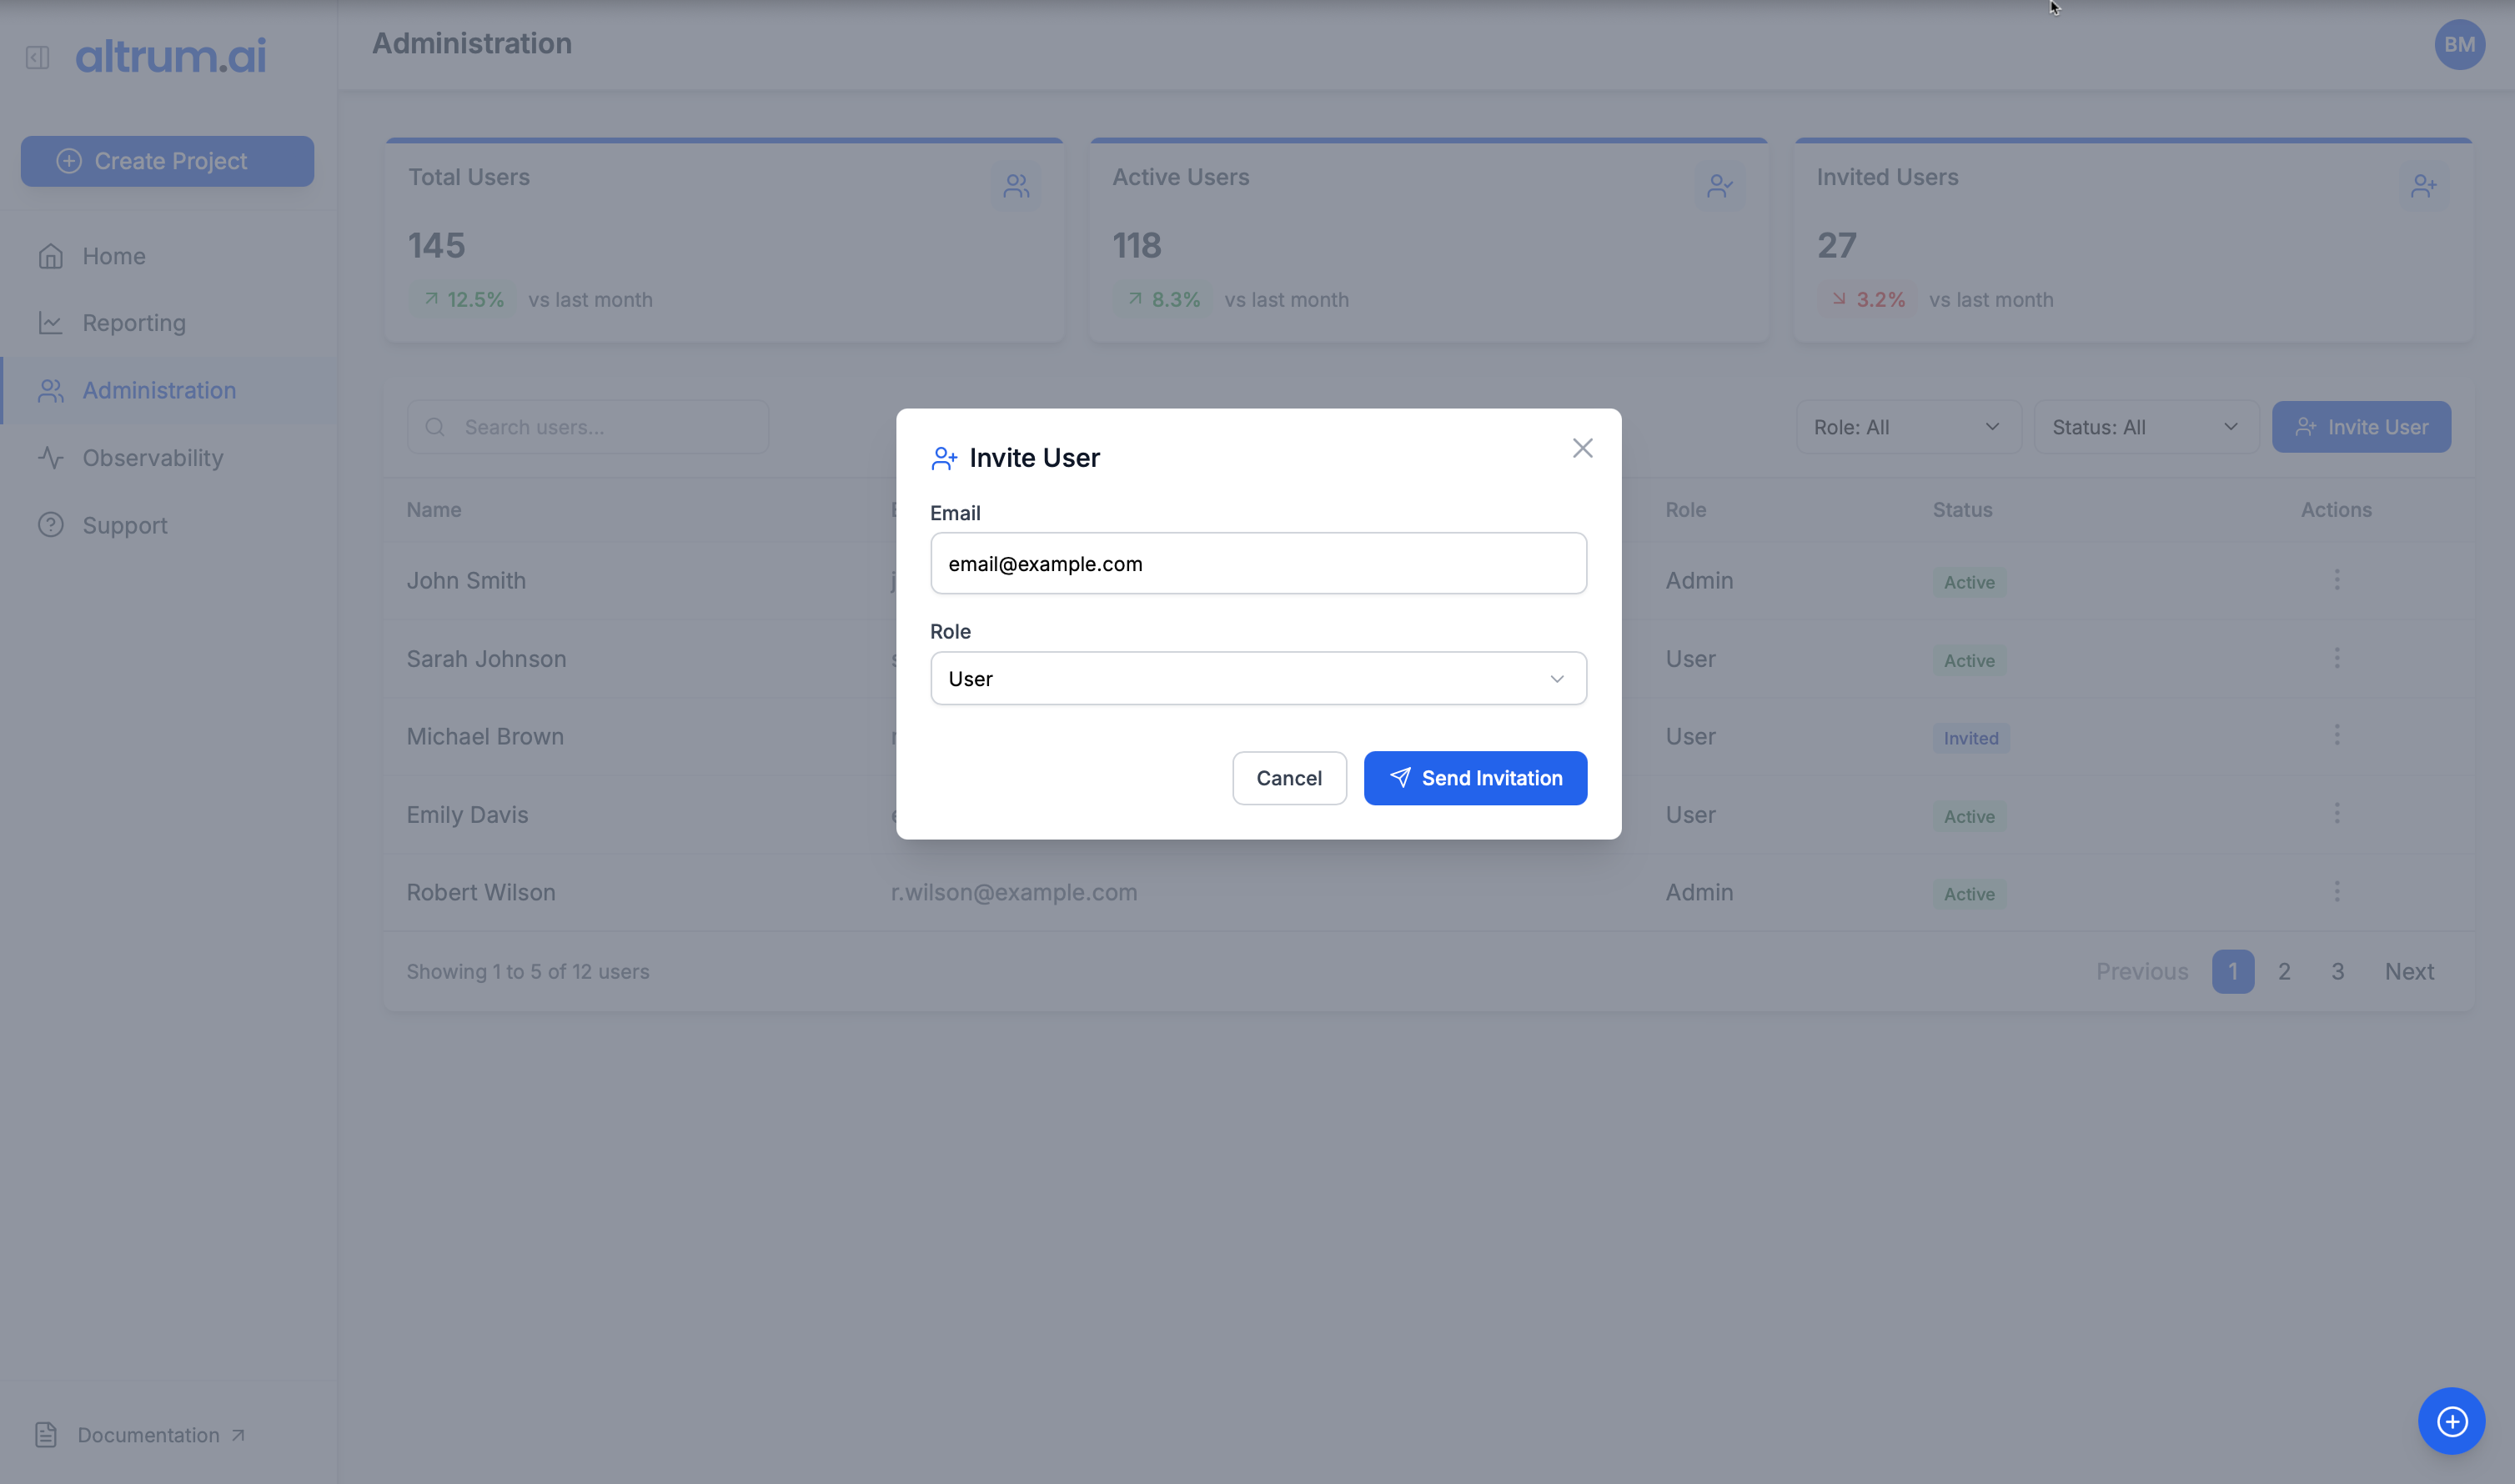 altrum.ai
Administration
BM
Create Project
Home
Reporting
Administration
Observability
Support
Documentation
Total Users
145
12.5% vs last month
Active Users
118
8.3% vs last month
Invited Users
27
3.2% vs last month
Search users...
Role: All
Status: All
Invite User
Name
Role
Status
Actions
John Smith
Admin
Active
Sarah Johnson
User
Active
Michael Brown
User
Invited
Emily Davis
User
Active
Robert Wilson
r.wilson@example.com
Admin
Active
Showing 1 to 5 of 12 users
Previous 1 2 3 Next
Invite User
Email
email@example.com
Role
User
Cancel
Send Invitation